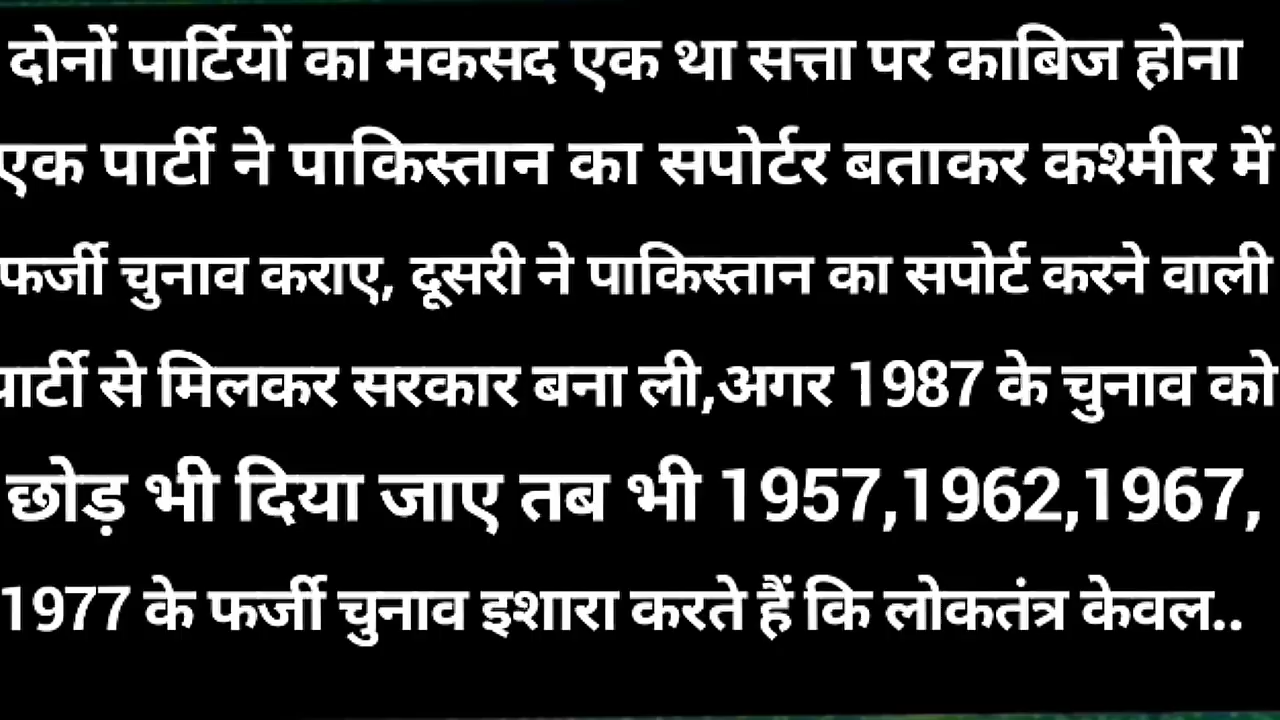 दोनों पार्टियों का मकसद एक था सत्ता पर काबिज होना
एक पार्टी ने पाकिस्तान का सपोर्टर बताकर कश्मीर में
फर्जी चुनाव कराए, दूसरी ने पाकिस्तान का सपोर्ट करने वाली
पार्टी से मिलकर सरकार बना ली,अगर 1987 के चुनाव को
छोड़ भी दिया जाए तब भी 1957,1962,1967,
1977 के फर्जी चुनाव इशारा करते हैं कि लोकतंत्र केवल..